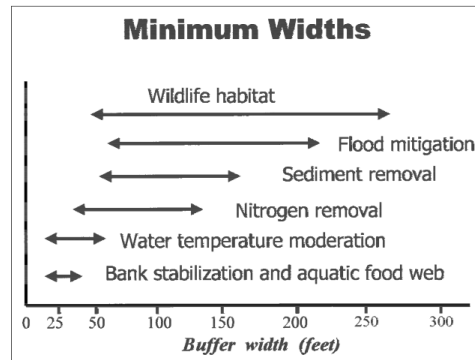 Minimum Widths
Wildlife habitat
Flood mitigation
Sediment removal
Nitrogen removal
Water temperature moderation
Bank stabilization and aquatic food web
0 25 50 100 150 200 250 300
Buffer width (feet)